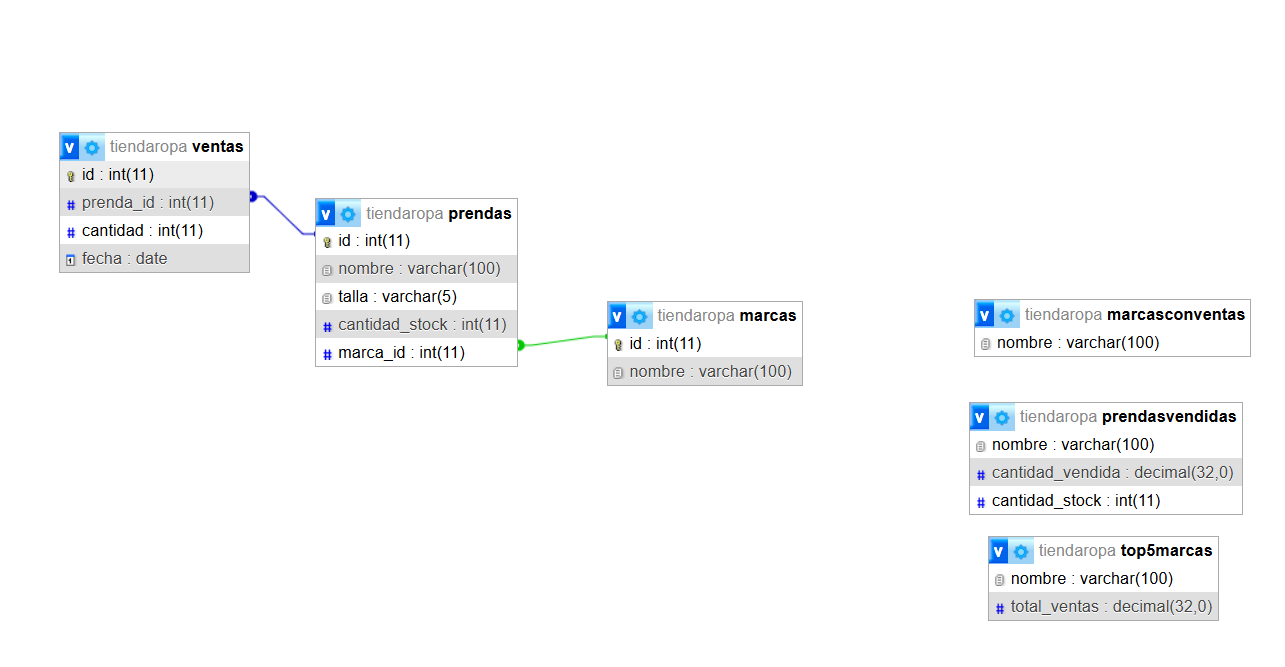 v tiendaropa ventas
id : int(11)
# prenda_id : int(11)
# cantidad : int(11)
fecha : date
v tiendaropa prendas
id : int(11)
nombre : varchar(100)
talla : varchar(5)
# cantidad_stock : int(11)
# marca_id : int(11)
v tiendaropa marcas
id : int(11)
nombre : varchar(100)
v tiendaropa marcasconventas
nombre : varchar(100)
v tiendaropa prendasvendidas
nombre : varchar(100)
# cantidad_vendida : decimal(32,0)
# cantidad_stock : int(11)
v tiendaropa top5marcas
nombre : varchar(100)
# total_ventas : decimal(32,0)